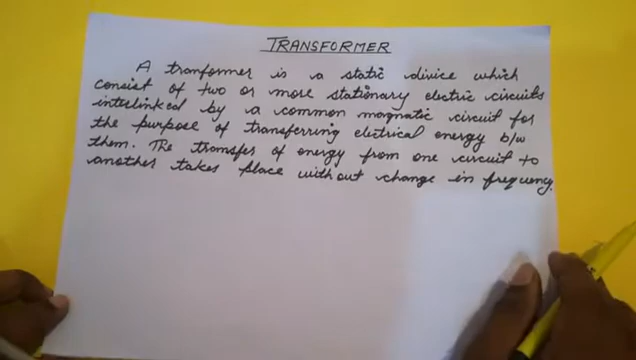 TRANSFORMER
A tranformer is a static divice which
consist of two or more stationary electric circuits
interlinked by a common magnetic circuit for
the purpose of transferring electrical energy b/w
them. The transfer of energy from one circuit to
another takes place without change in frequency.